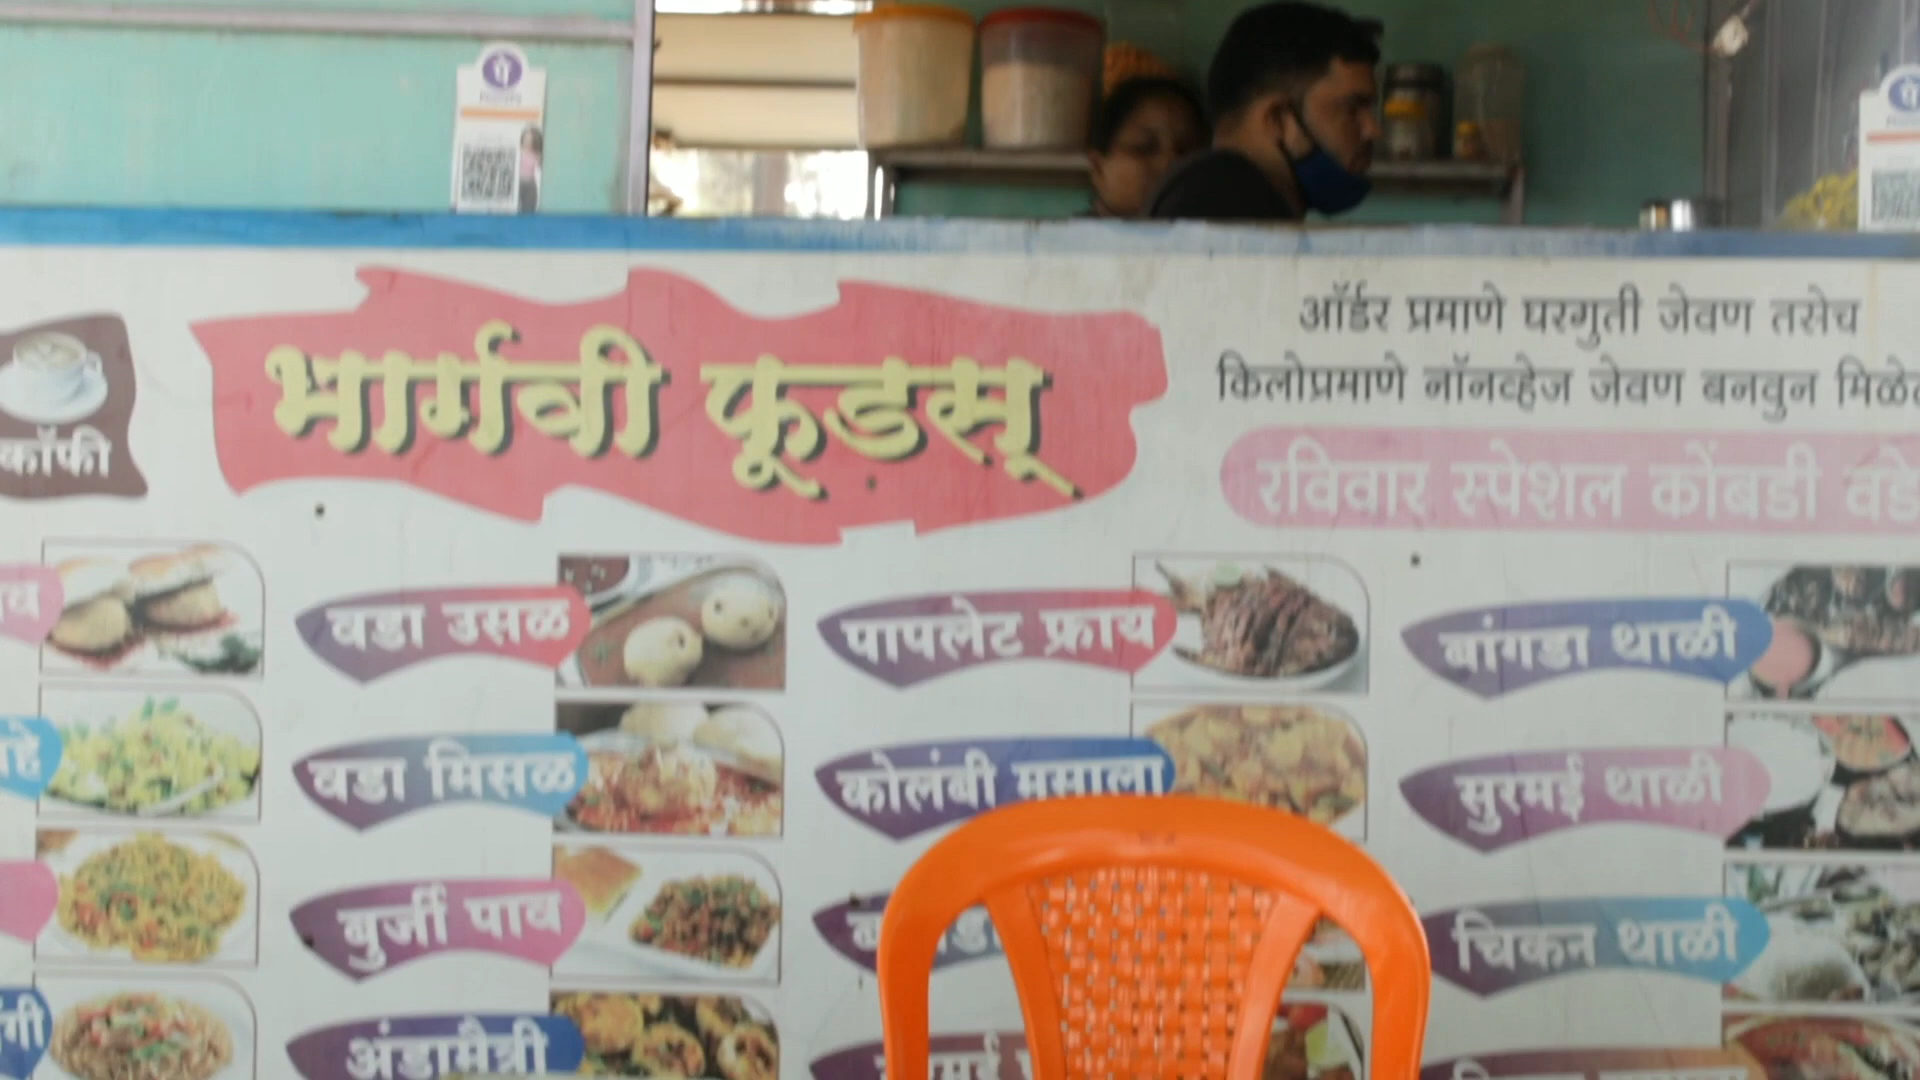 पे
कॉफी
भार्गवी फूडस्
ऑर्डर प्रमाणे घरगुती जेवण तसेच
किलोप्रमाणे नॉनव्हेज जेवण बनवुन
रविवार स्पेशल कोंबडी वडे
वडा उसळ
पापलेट फ्राय
बांगडा थाळी
वडा मिसळ
कोलंबी मसाला
सुरमई थाळी
बुर्जी पाव
चिकन थाळी
अंडामैत्री